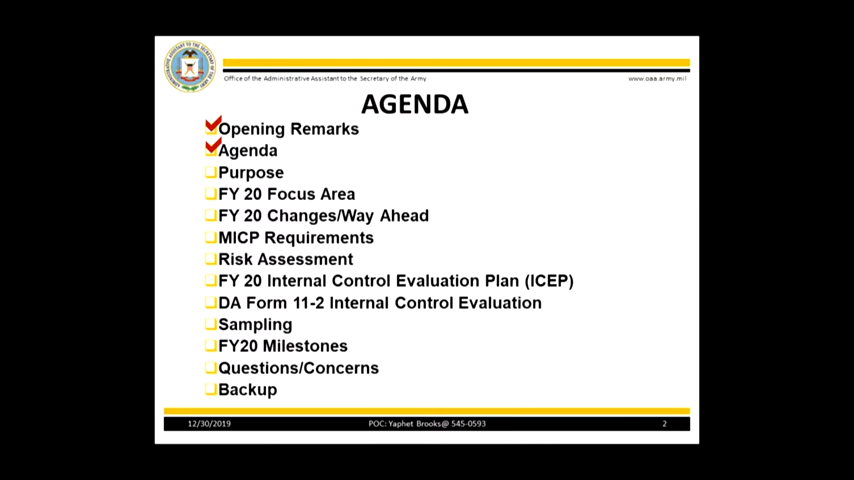 Office of the Administrative Assistant to the Secretary of the Army
www.oaa.army.mil
AGENDA
Opening Remarks
Agenda
Purpose
FY 20 Focus Area
FY 20 Changes/Way Ahead
MICP Requirements
Risk Assessment
FY 20 Internal Control Evaluation Plan (ICEP)
DA Form 11-2 Internal Control Evaluation
Sampling
FY20 Milestones
Questions/Concerns
Backup
12/30/2019
POC: Yaphet Brooks@ 545-0593
2